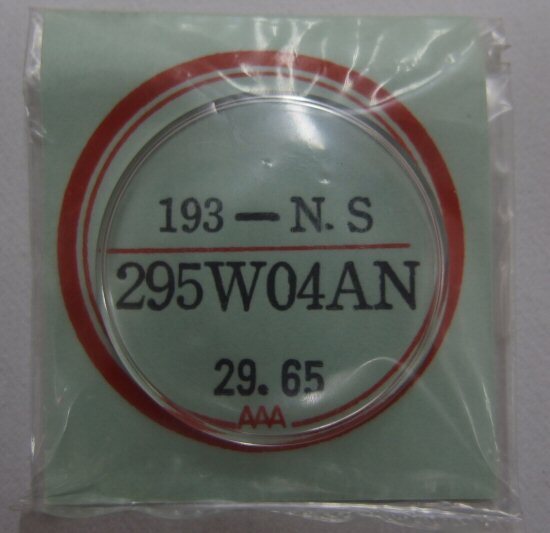 193 — N. S
295W04AN
29. 65
AAA